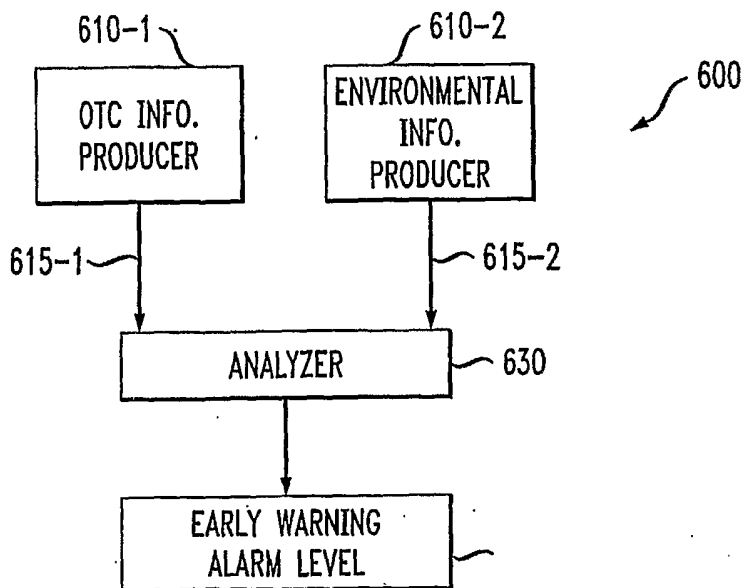 610-1
610-2
600
OTC INFO.
PRODUCER
ENVIRONMENTAL
INFO.
PRODUCER
615-1
615-2
ANALYZER
630
EARLY WARNING
ALARM LEVEL